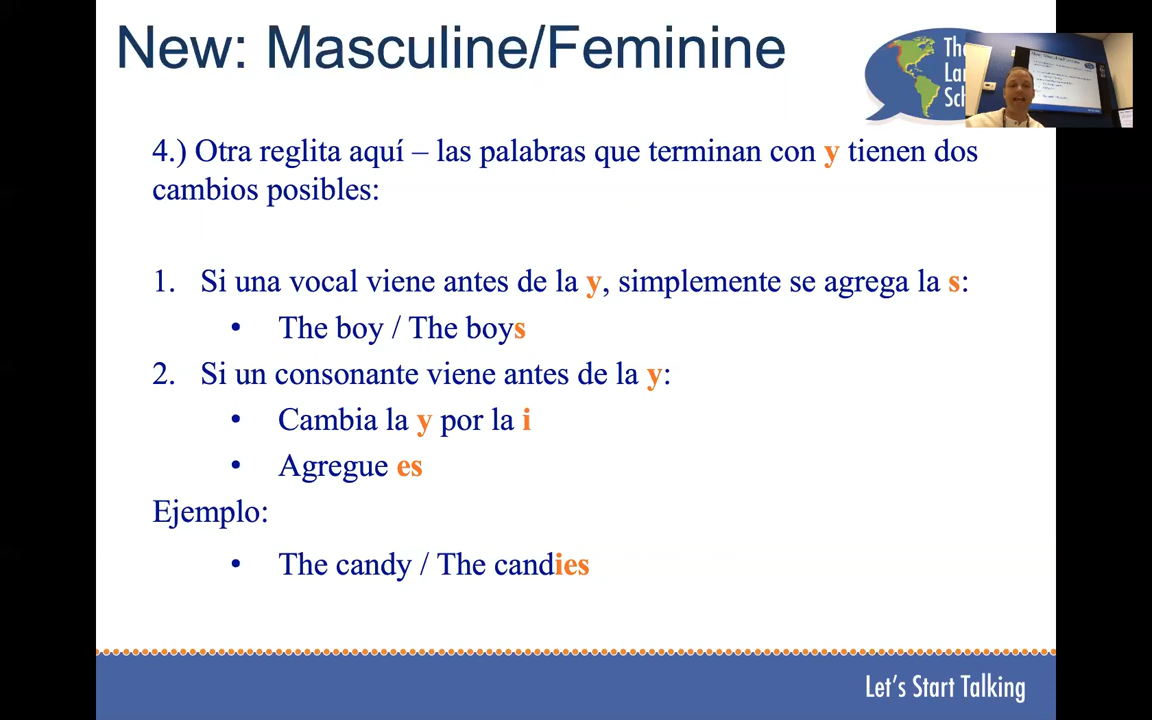 New: Masculine/Feminine
4.) Otra reglita aquí – las palabras que terminan con y tienen dos
cambios posibles:
1. Si una vocal viene antes de la y, simplemente se agrega la s:
• The boy / The boys
2. Si un consonante viene antes de la y:
• Cambia la y por la i
• Agregue es
Ejemplo:
• The candy / The candies
Let's Start Talking